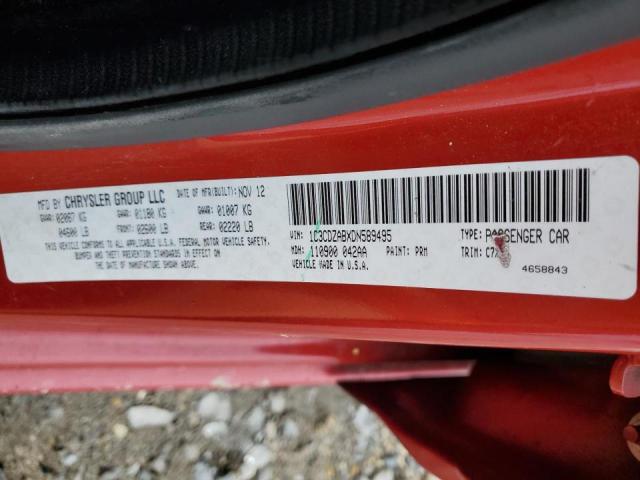 MFD BY CHRYSLER GROUP LLC DATE OF MFR(BUILT): NOV 12
GVWR: 02087 KG GAWR: 01180 KG GAWR: 01007 KG
04600 LB FRONT: 02600 LB REAR: 02220 LB
THIS VEHICLE CONFORMS TO ALL APPLICABLE FEDERAL MOTOR VEHICLE SAFETY,
BUMPER AND THEFT PREVENTION STANDARDS IN EFFECT ON
THE DATE OF MANUFACTURE SHOWN ABOVE.
VIN: 1C3CDZABXDN589495 TYPE: PASSENGER CAR
MDH: 110900 042AA PAINT: PRM TRIM:
VEHICLE MADE IN U.S.A.
4658843